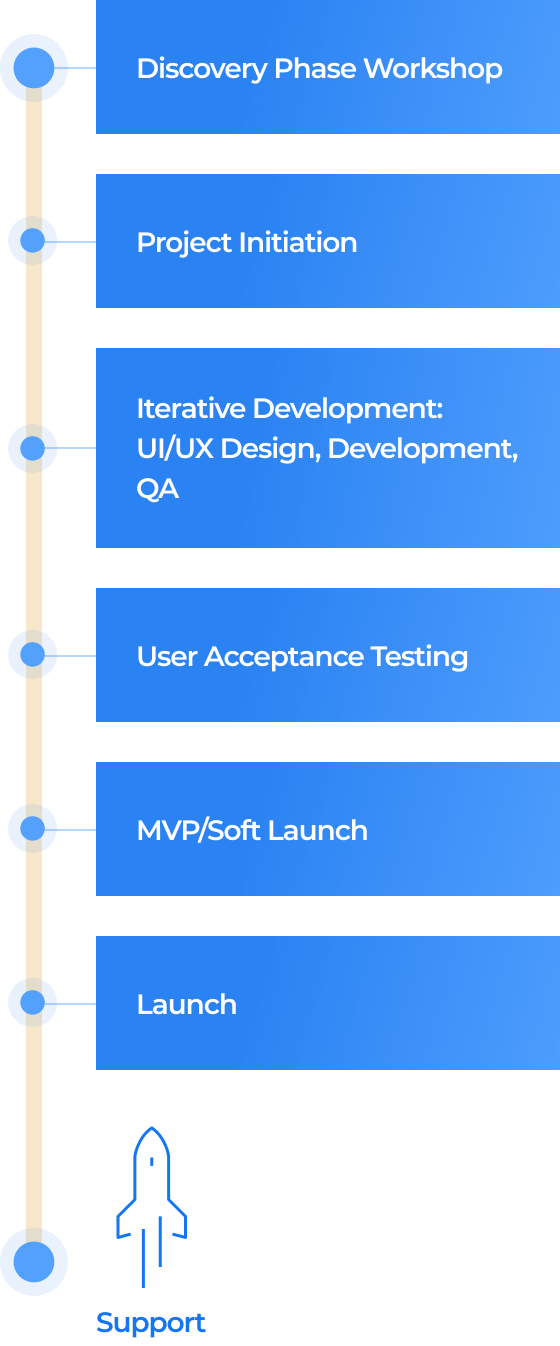 Discovery Phase Workshop
Project Initiation
Iterative Development:
UI/UX Design, Development,
QA
User Acceptance Testing
MVP/Soft Launch
Launch
Support